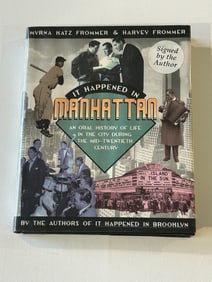 MYRNA KATZ FROMMER & HARVEY FROMMER
Signed
by the
Author
IT HAPPENED IN
MANHATTAN
AN ORAL HISTORY OF LIFE
IN THE CITY DURING
THE MID-TWENTIETH
CENTURY
ISLAND
IN THE SUN
BY THE AUTHORS OF IT HAPPENED IN BROOKLYN